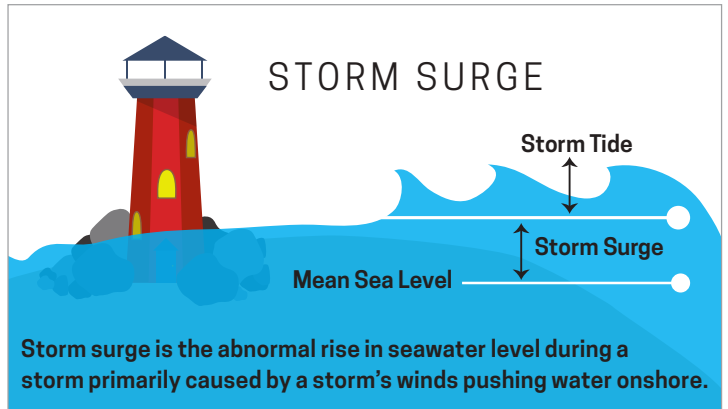 STORM SURGE
Storm Tide
Storm Surge
Mean Sea Level
Storm surge is the abnormal rise in seawater level during a
storm primarily caused by a storm's winds pushing water onshore.